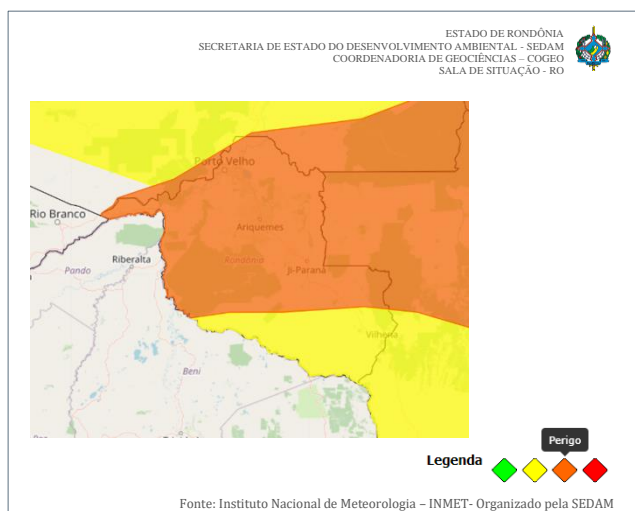 ESTADO DE RONDÔNIA
SECRETARIA DE ESTADO DO DESENVOLVIMENTO AMBIENTAL - SEDAM
COORDENADORIA DE GEOCIÊNCIAS – COGEO
SALA DE SITUAÇÃO - RO
Porto Velho
Rio Branco
Ariquemes
Riberalta
Rondônia
Pando
Ji-Paraná
Vilhena
Beni
Perigo
Legenda
Fonte: Instituto Nacional de Meteorologia – INMET- Organizado pela SEDAM